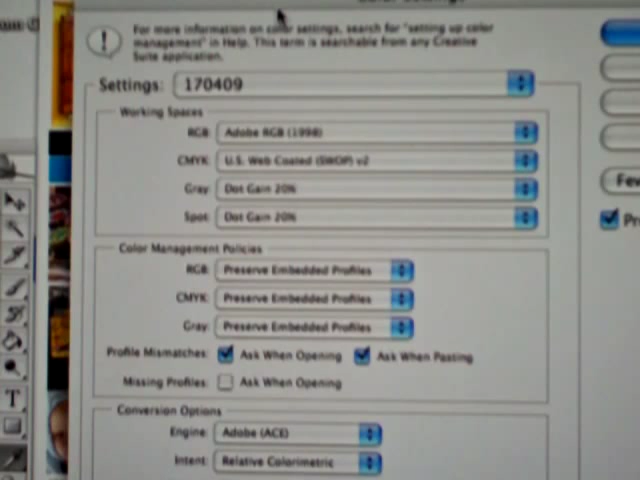 For more information on color settings, search for "setting up color
management" in Help. This term is searchable from any Creative
Suite application.
Settings: 170409
Working Spaces
RGB: Adobe RGB (1998)
CMYK: U.S. Web Coated (SWOP) v2
Gray: Dot Gain 20%
Spot: Dot Gain 20%
Color Management Policies
RGB: Preserve Embedded Profiles
CMYK: Preserve Embedded Profiles
Gray: Preserve Embedded Profiles
Profile Mismatches: Ask When Opening Ask When Pasting
Missing Profiles: Ask When Opening
Conversion Options
Engine: Adobe (ACE)
Intent: Relative Colorimetric
Few
Pr
T